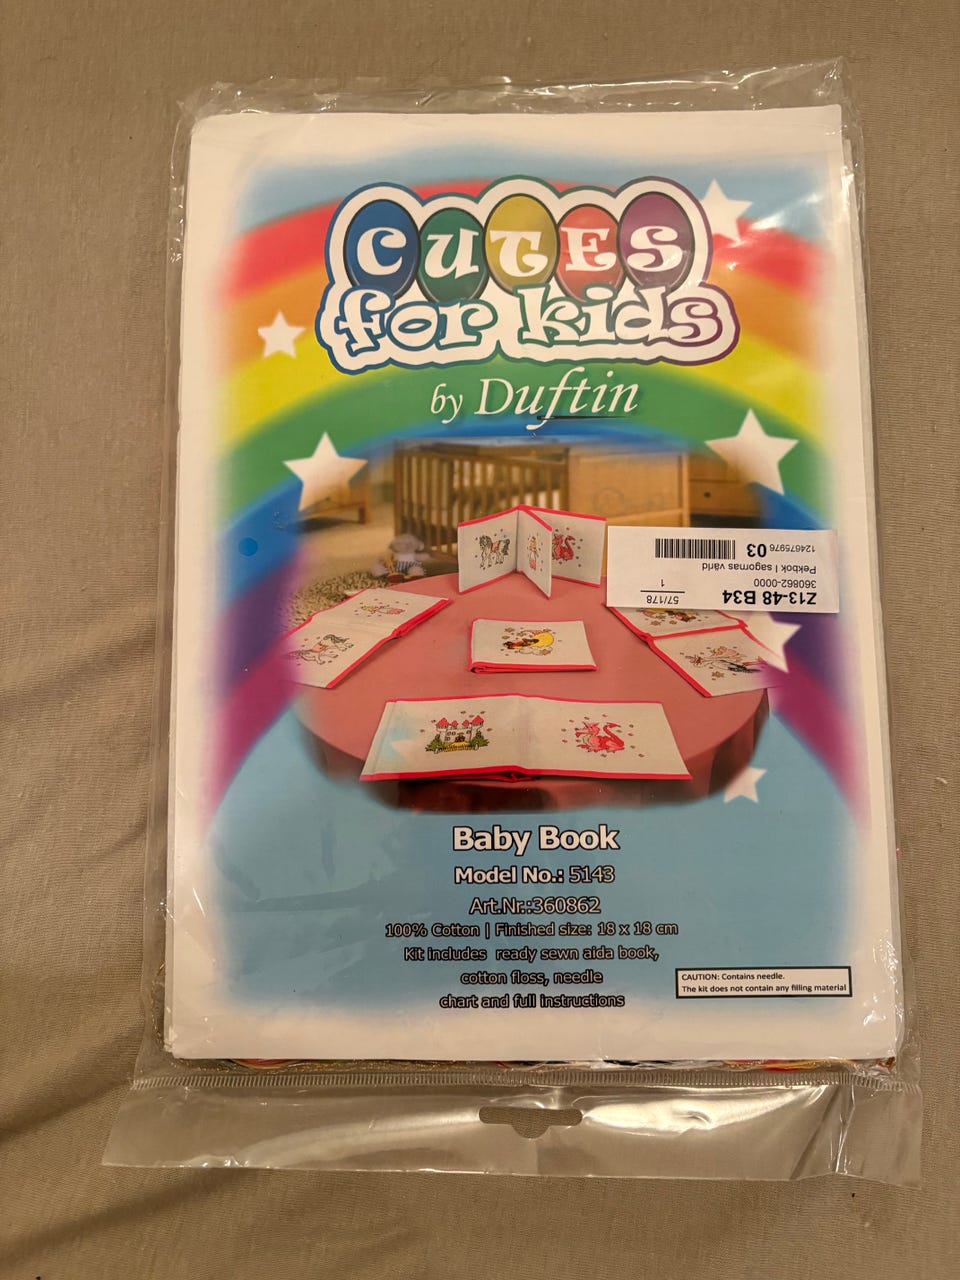 CUTES
for kids
by Duftin
Z13-48 B34
57/178
360862-0000
1
Pekbok I sagornas värld
124675976 03
Baby Book
Model No.: 5143
Art.Nr.:360862
100% Cotton | Finished size: 18 x 18 cm
Kit includes ready sewn aida book,
cotton floss, needle
chart and full instructions
CAUTION: Contains needle.
The kit does not contain any filling material